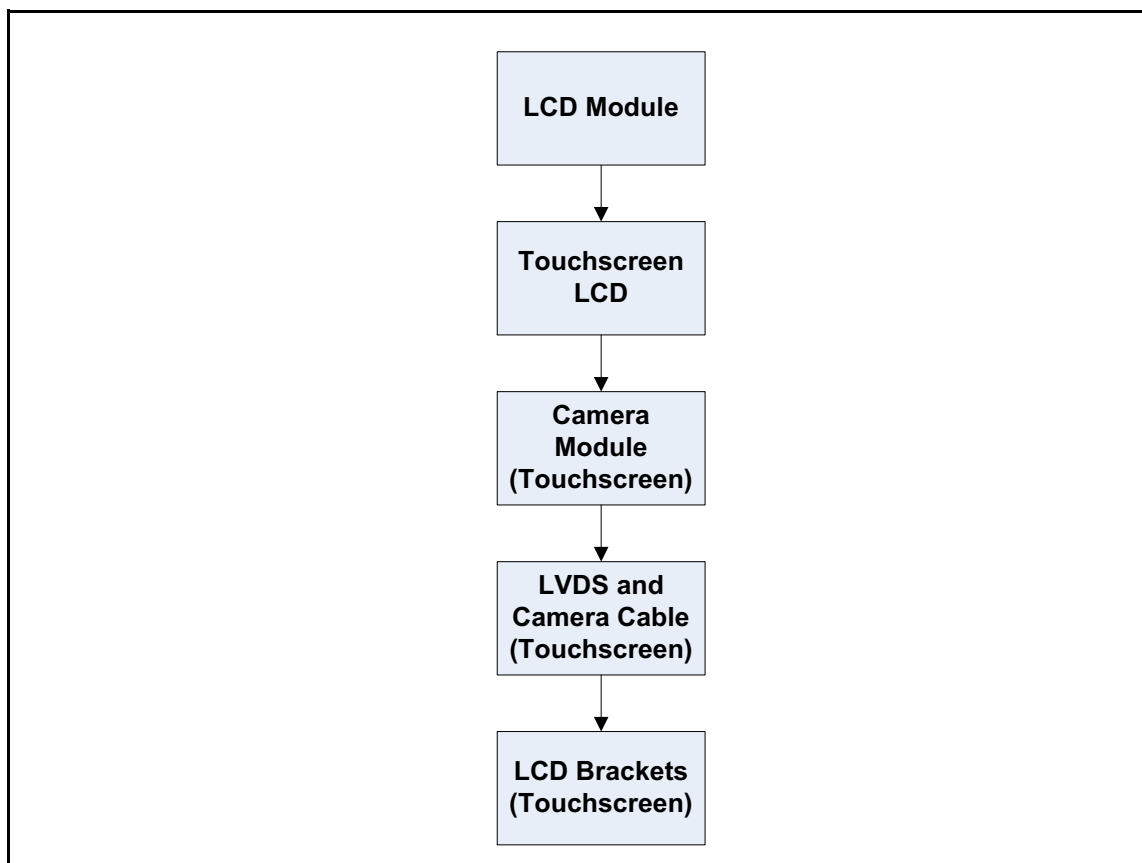 LCD Module
Touchscreen
LCD
Camera
Module
(Touchscreen)
LVDS and
Camera Cable
(Touchscreen)
LCD Brackets
(Touchscreen)